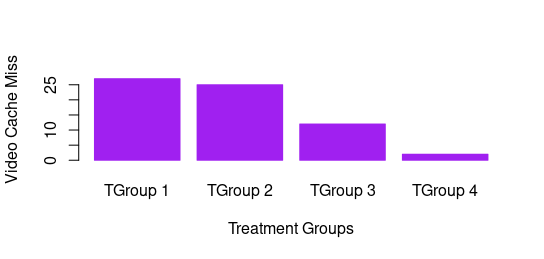 Video Cache Miss
25
10
0
TGroup 1 TGroup 2 TGroup 3 TGroup 4
Treatment Groups